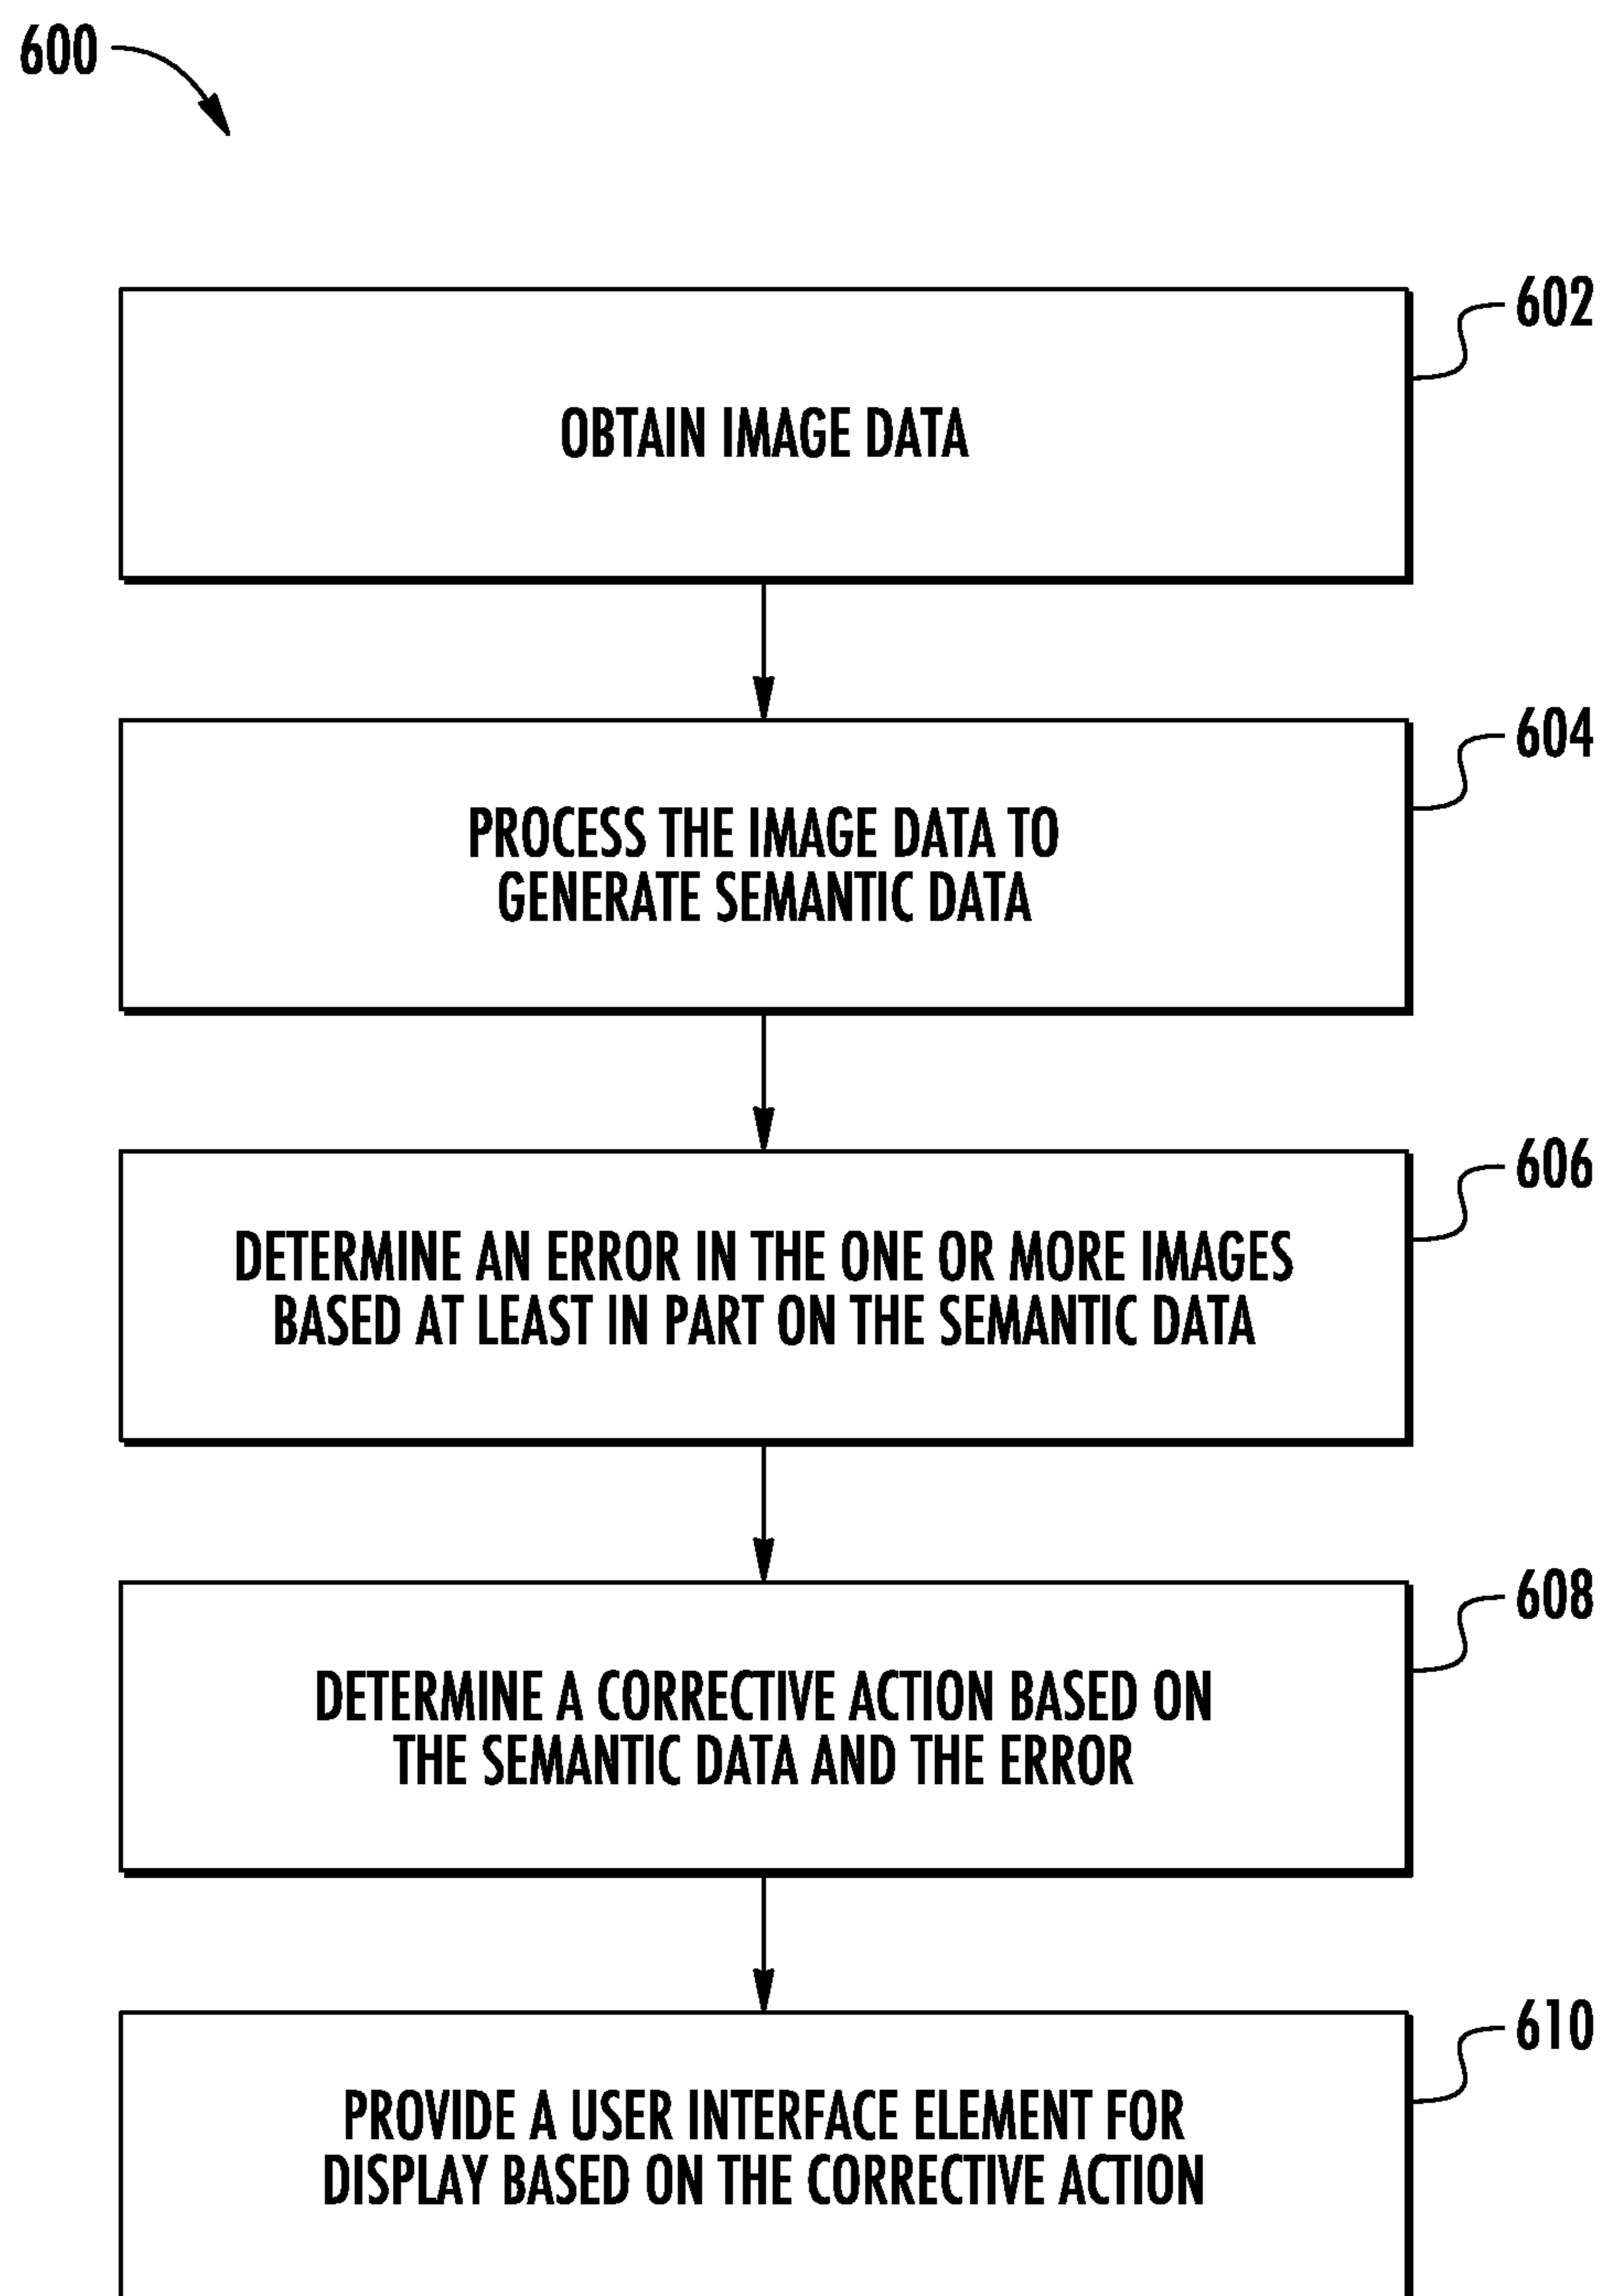 600
602
OBTAIN IMAGE DATA
604
PROCESS THE IMAGE DATA TO
GENERATE SEMANTIC DATA
606
DETERMINE AN ERROR IN THE ONE OR MORE IMAGES
BASED AT LEAST IN PART ON THE SEMANTIC DATA
608
DETERMINE A CORRECTIVE ACTION BASED ON
THE SEMANTIC DATA AND THE ERROR
610
PROVIDE A USER INTERFACE ELEMENT FOR
DISPLAY BASED ON THE CORRECTIVE ACTION